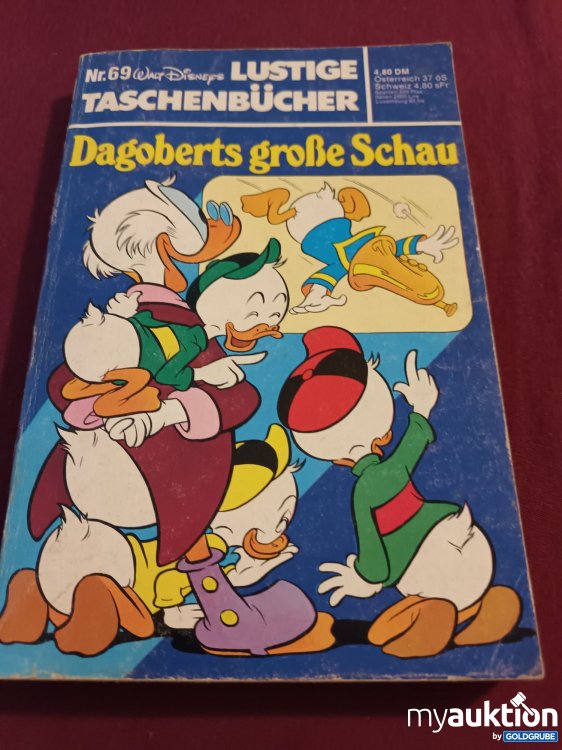 Nr.69 Walt Disney's LUSTIGE
TASCHENBÜCHER
4,80 DM
Österreich 37 öS
Schweiz 4,80 sFr
Dagoberts große Schau
myauktion
by GOLDGRUBE